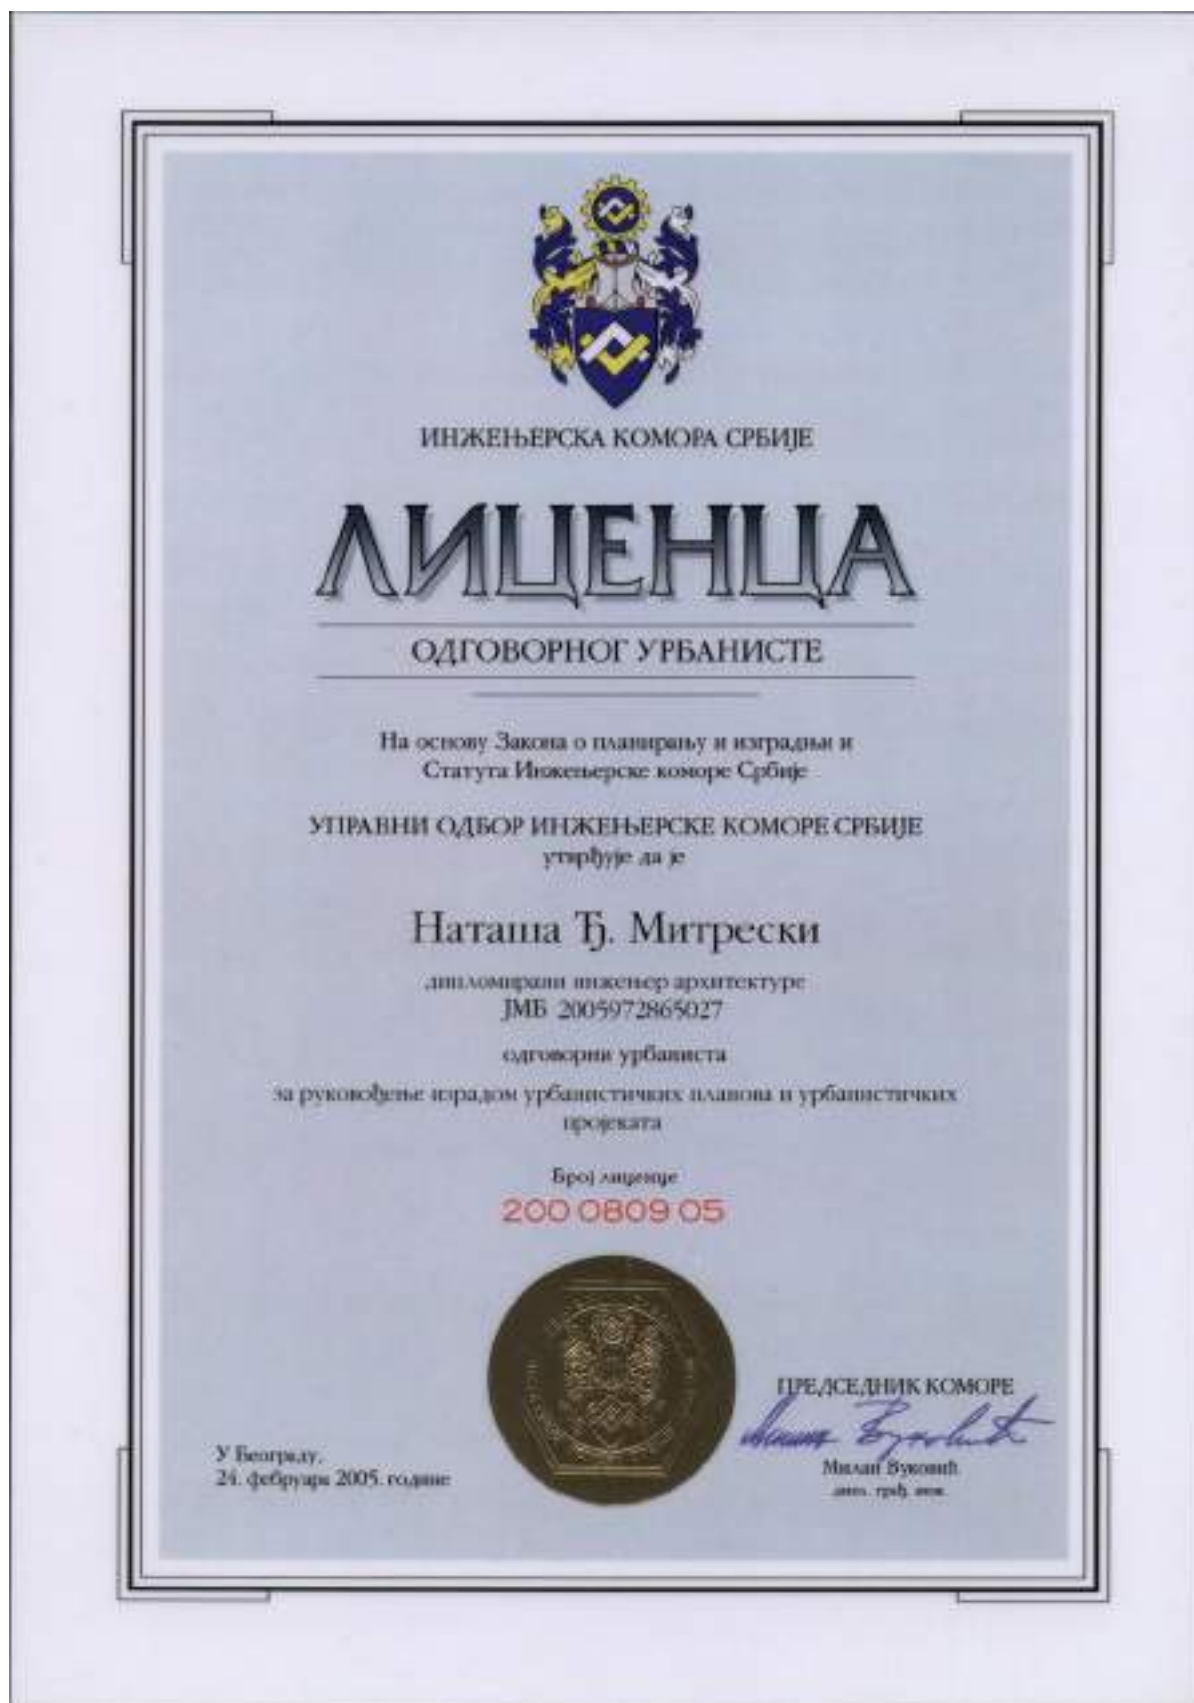 ИНЖЕЊЕРСКА КОМОРА СРБИЈЕ
ЛИЦЕНЦА
ОДГОВОРНОГ УРБАНИСТЕ
На основу Закона о планирању и изградњи и
Статута Инжењерске коморе Србије
УПРАВНИ ОДБОР ИНЖЕЊЕРСКЕ КОМОРЕ СРБИЈЕ
утврђује да је
Наташа Ђ. Митрески
дипломирани инжењер архитектуре
ЈМБ 2005972865027
одговорни урбаниста
за руковођење израдом урбанистичких планова и урбанистичких
пројеката
Број лиценце
200 0809 05
ПРЕДСЕДНИК КОМОРЕ
Милан Вуковић
дипл. грађ. инж.
У Београду,
24. фебруара 2005. године